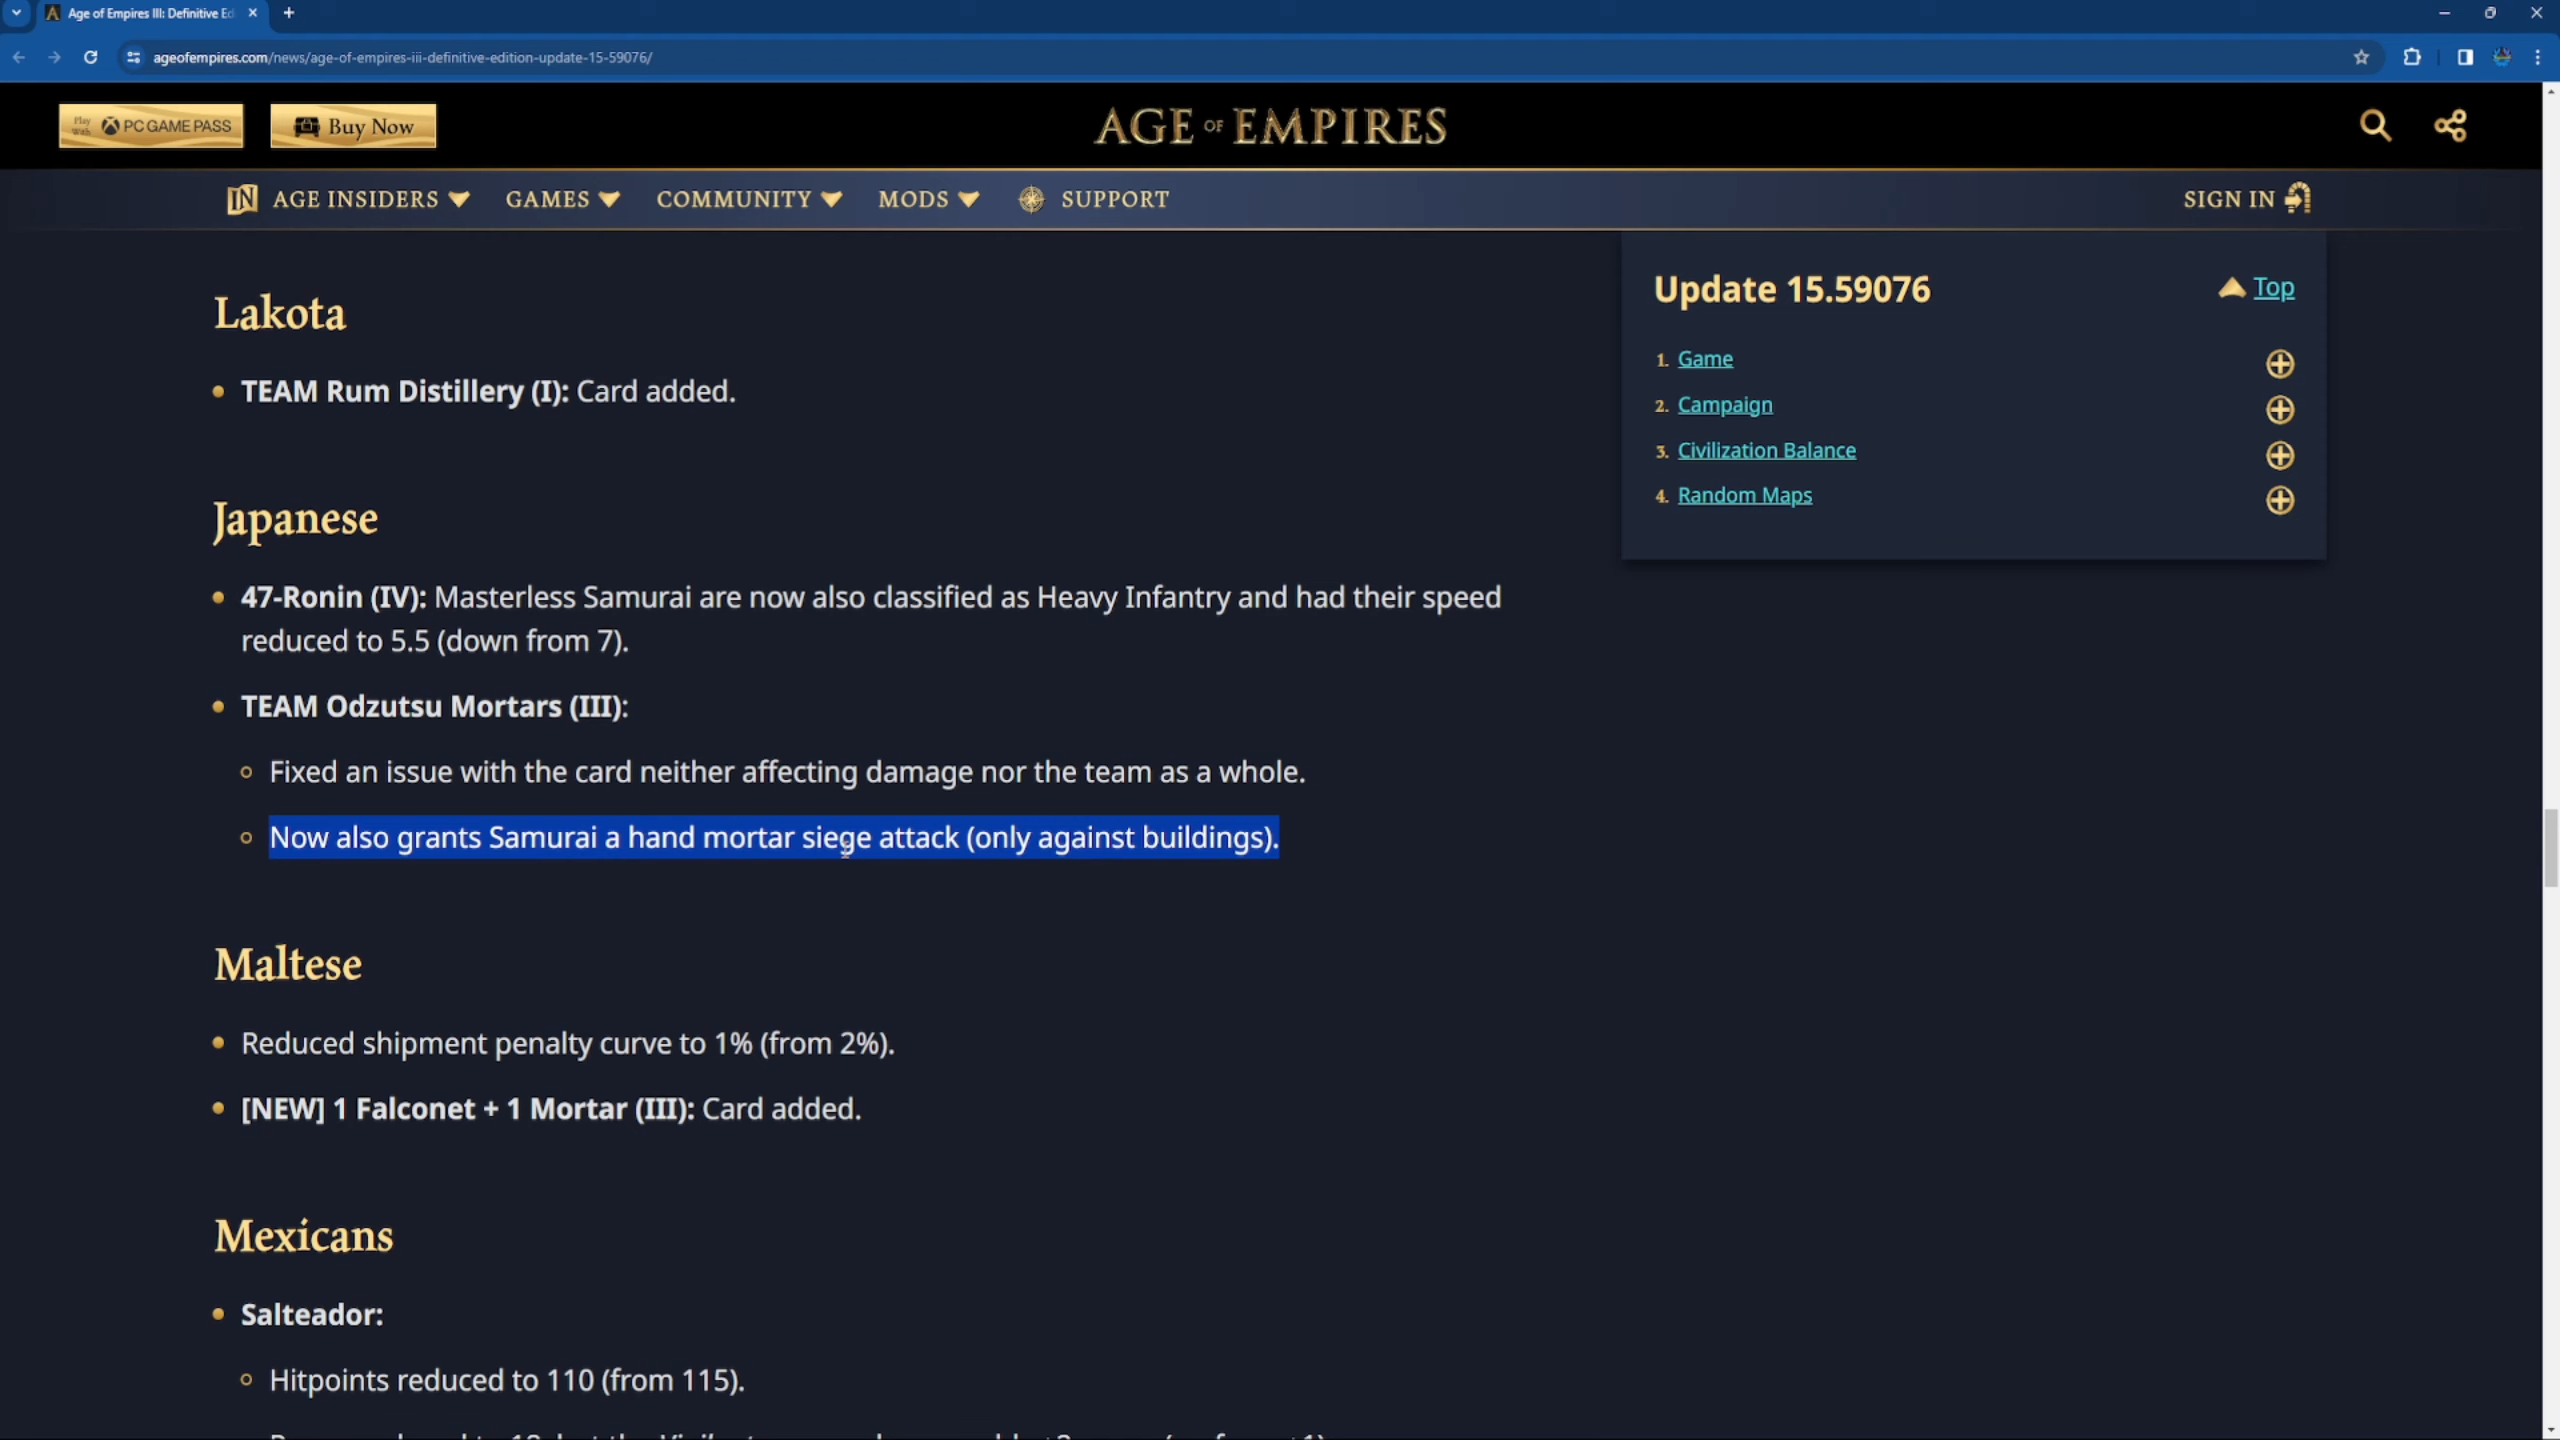 Age of Empires III: Definitive Ed
ageofempires.com/news/age-of-empires-iii-definitive-edition-update-15-59076/
Play With PC GAME PASS
Buy Now
AGE OF EMPIRES
AGE INSIDERS
GAMES
COMMUNITY
MODS
SUPPORT
SIGN IN
Lakota
TEAM Rum Distillery (I): Card added.
Japanese
47-Ronin (IV): Masterless Samurai are now also classified as Heavy Infantry and had their speed
reduced to 5.5 (down from 7).
TEAM Odzutsu Mortars (III):
Fixed an issue with the card neither affecting damage nor the team as a whole.
Now also grants Samurai a hand mortar siege attack (only against buildings).
Maltese
Reduced shipment penalty curve to 1% (from 2%).
[NEW] 1 Falconet + 1 Mortar (III): Card added.
Mexicans
Salteador:
Hitpoints reduced to 110 (from 115).
Update 15.59076
Top
1. Game
2. Campaign
3. Civilization Balance
4. Random Maps